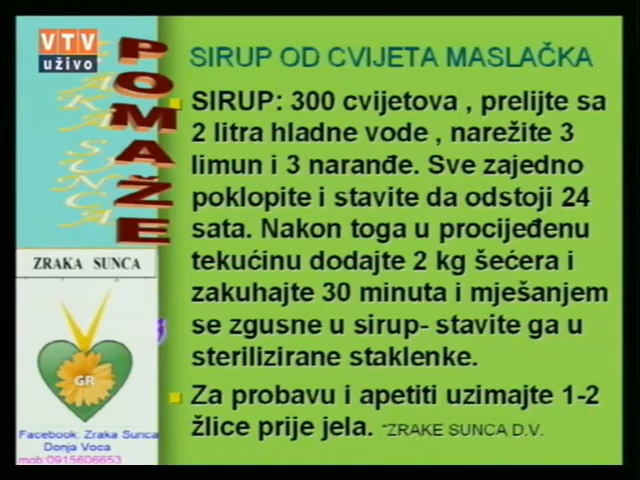 VTV
uživo
POMAŽE
ZRAKA SUNCA
SIRUP OD CVIJETA MASLAČKA
SIRUP: 300 cvijetova , prelijte sa
2 litra hladne vode , narežite 3
limun i 3 naranđe. Sve zajedno
poklopite i stavite da odstoji 24
sata. Nakon toga u procijeđenu
tekućinu dodajte 2 kg šećera i
zakuhajte 30 minuta i mješanjem
se zgusne u sirup- stavite ga u
sterilizirane staklenke.
Za probavu i apetiti uzimajte 1-2
žlice prije jela. "ZRAKE SUNCA D.V.
ZRAKA SUNCA
GR
Facebook: Zraka Sunca
Donja Voca
mob:0915606653